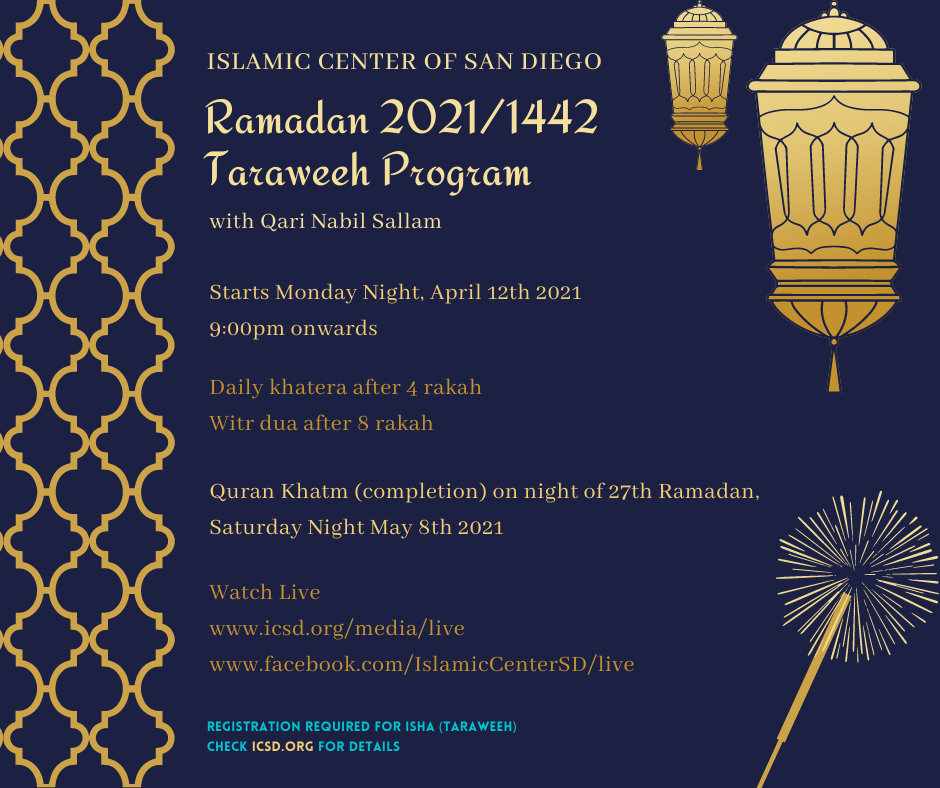 ISLAMIC CENTER OF SAN DIEGO
Ramadan 2021/1442
Taraweeh Program
with Qari Nabil Sallam
Starts Monday Night, April 12th 2021
9:00pm onwards
Daily khatera after 4 rakah
Witr dua after 8 rakah
Quran Khatm (completion) on night of 27th Ramadan,
Saturday Night May 8th 2021
Watch Live
www.icsd.org/media/live
www.facebook.com/IslamicCenterSD/live
REGISTRATION REQUIRED FOR ISHA (TARAWEEH)
CHECK ICSD.ORG FOR DETAILS